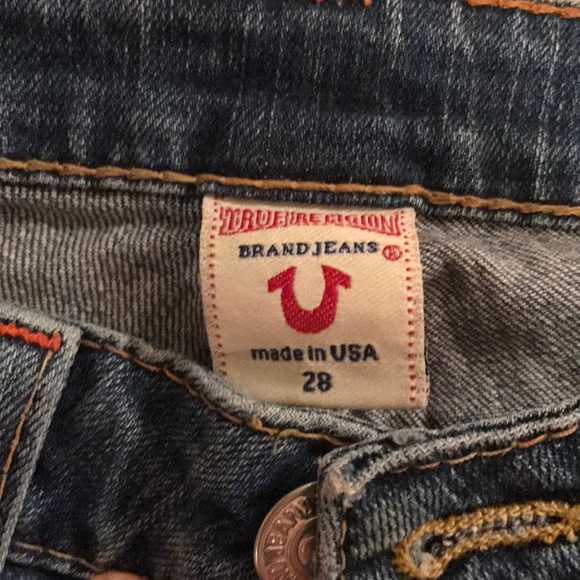 TRUE RELIGION
BRAND JEANS ®
made in USA
28